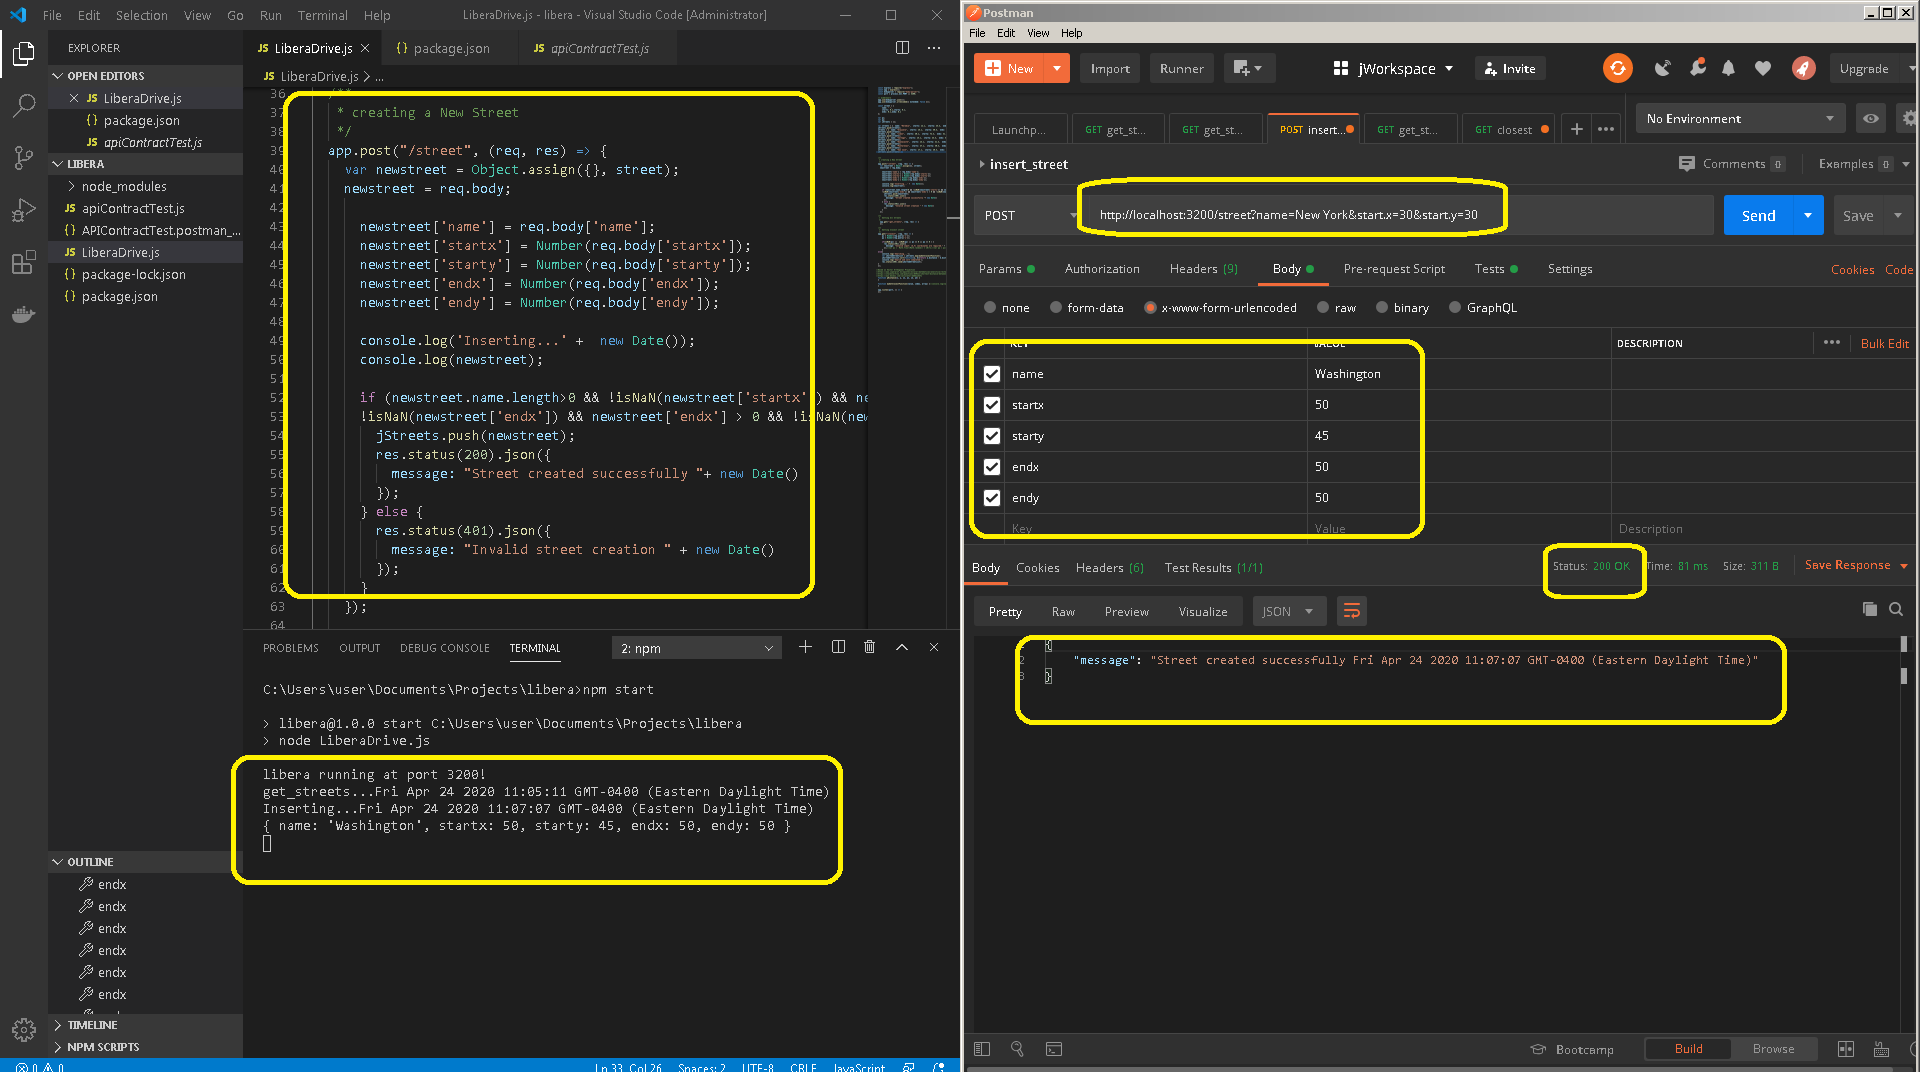 File Edit Selection View Go Run Terminal Help
LiberaDrive.js - libera - Visual Studio Code [Administrator]
EXPLORER
OPEN EDITORS
JS LiberaDrive.js
{} package.json
JS apiContractTest.js
LIBERA
node_modules
JS apiContractTest.js
{} APIContractTest.postman_...
JS LiberaDrive.js
{} package-lock.json
{} package.json
OUTLINE
endx
endx
endx
endx
endx
endx
TIMELINE
NPM SCRIPTS
JS LiberaDrive.js
{} package.json
JS apiContractTest.js
JS LiberaDrive.js > ...
36 /**
37 * creating a New Street
38 */
39 app.post("/street", (req, res) => {
40 var newstreet = Object.assign({}, street);
41 newstreet = req.body;
42
43 newstreet['name'] = req.body['name'];
44 newstreet['startx'] = Number(req.body['startx']);
45 newstreet['starty'] = Number(req.body['starty']);
46 newstreet['endx'] = Number(req.body['endx']);
47 newstreet['endy'] = Number(req.body['endy']);
48
49 console.log('Inserting...' + new Date());
50 console.log(newstreet);
51
52 if (newstreet.name.length>0 && !isNaN(newstreet['startx']) && ne
53 !isNaN(newstreet['endx']) && newstreet['endx'] > 0 && !isNaN(new
54 jStreets.push(newstreet);
55 res.status(200).json({
56 message: "Street created successfully "+ new Date()
57 });
58 } else {
59 res.status(401).json({
60 message: "Invalid street creation " + new Date()
61 });
62 }
63 });
64
PROBLEMS OUTPUT DEBUG CONSOLE TERMINAL 2: npm
C:\Users\user\Documents\Projects\libera>npm start
> libera@1.0.0 start C:\Users\user\Documents\Projects\libera
> node LiberaDrive.js
libera running at port 3200!
get_streets...Fri Apr 24 2020 11:05:11 GMT-0400 (Eastern Daylight Time)
Inserting...Fri Apr 24 2020 11:07:07 GMT-0400 (Eastern Daylight Time)
{ name: 'Washington', startx: 50, starty: 45, endx: 50, endy: 50 }
0 0 Ln 33, Col 26 Spaces: 2 UTF-8 CRLF JavaScript
Postman
File Edit View Help
New Import Runner jWorkspace Invite Upgrade
Launchp...
GET get_st...
GET get_st...
POST insert...
GET get_st...
GET closest
No Environment
insert_street
Comments 0 Examples 0
POST http://localhost:3200/street?name=New York&start.x=30&start.y=30 Send Save
Params Authorization Headers (9) Body Pre-request Script Tests Settings Cookies Code
none form-data x-www-form-urlencoded raw binary GraphQL
KEY VALUE DESCRIPTION ••• Bulk Edit
name Washington
startx 50
starty 45
endx 50
endy 50
Key Value Description
Body Cookies Headers (6) Test Results (1/1) Status: 200 OK Time: 81 ms Size: 311 B Save Response
Pretty Raw Preview Visualize JSON
{
2 "message": "Street created successfully Fri Apr 24 2020 11:07:07 GMT-0400 (Eastern Daylight Time)"
3 }
Bootcamp Build Browse